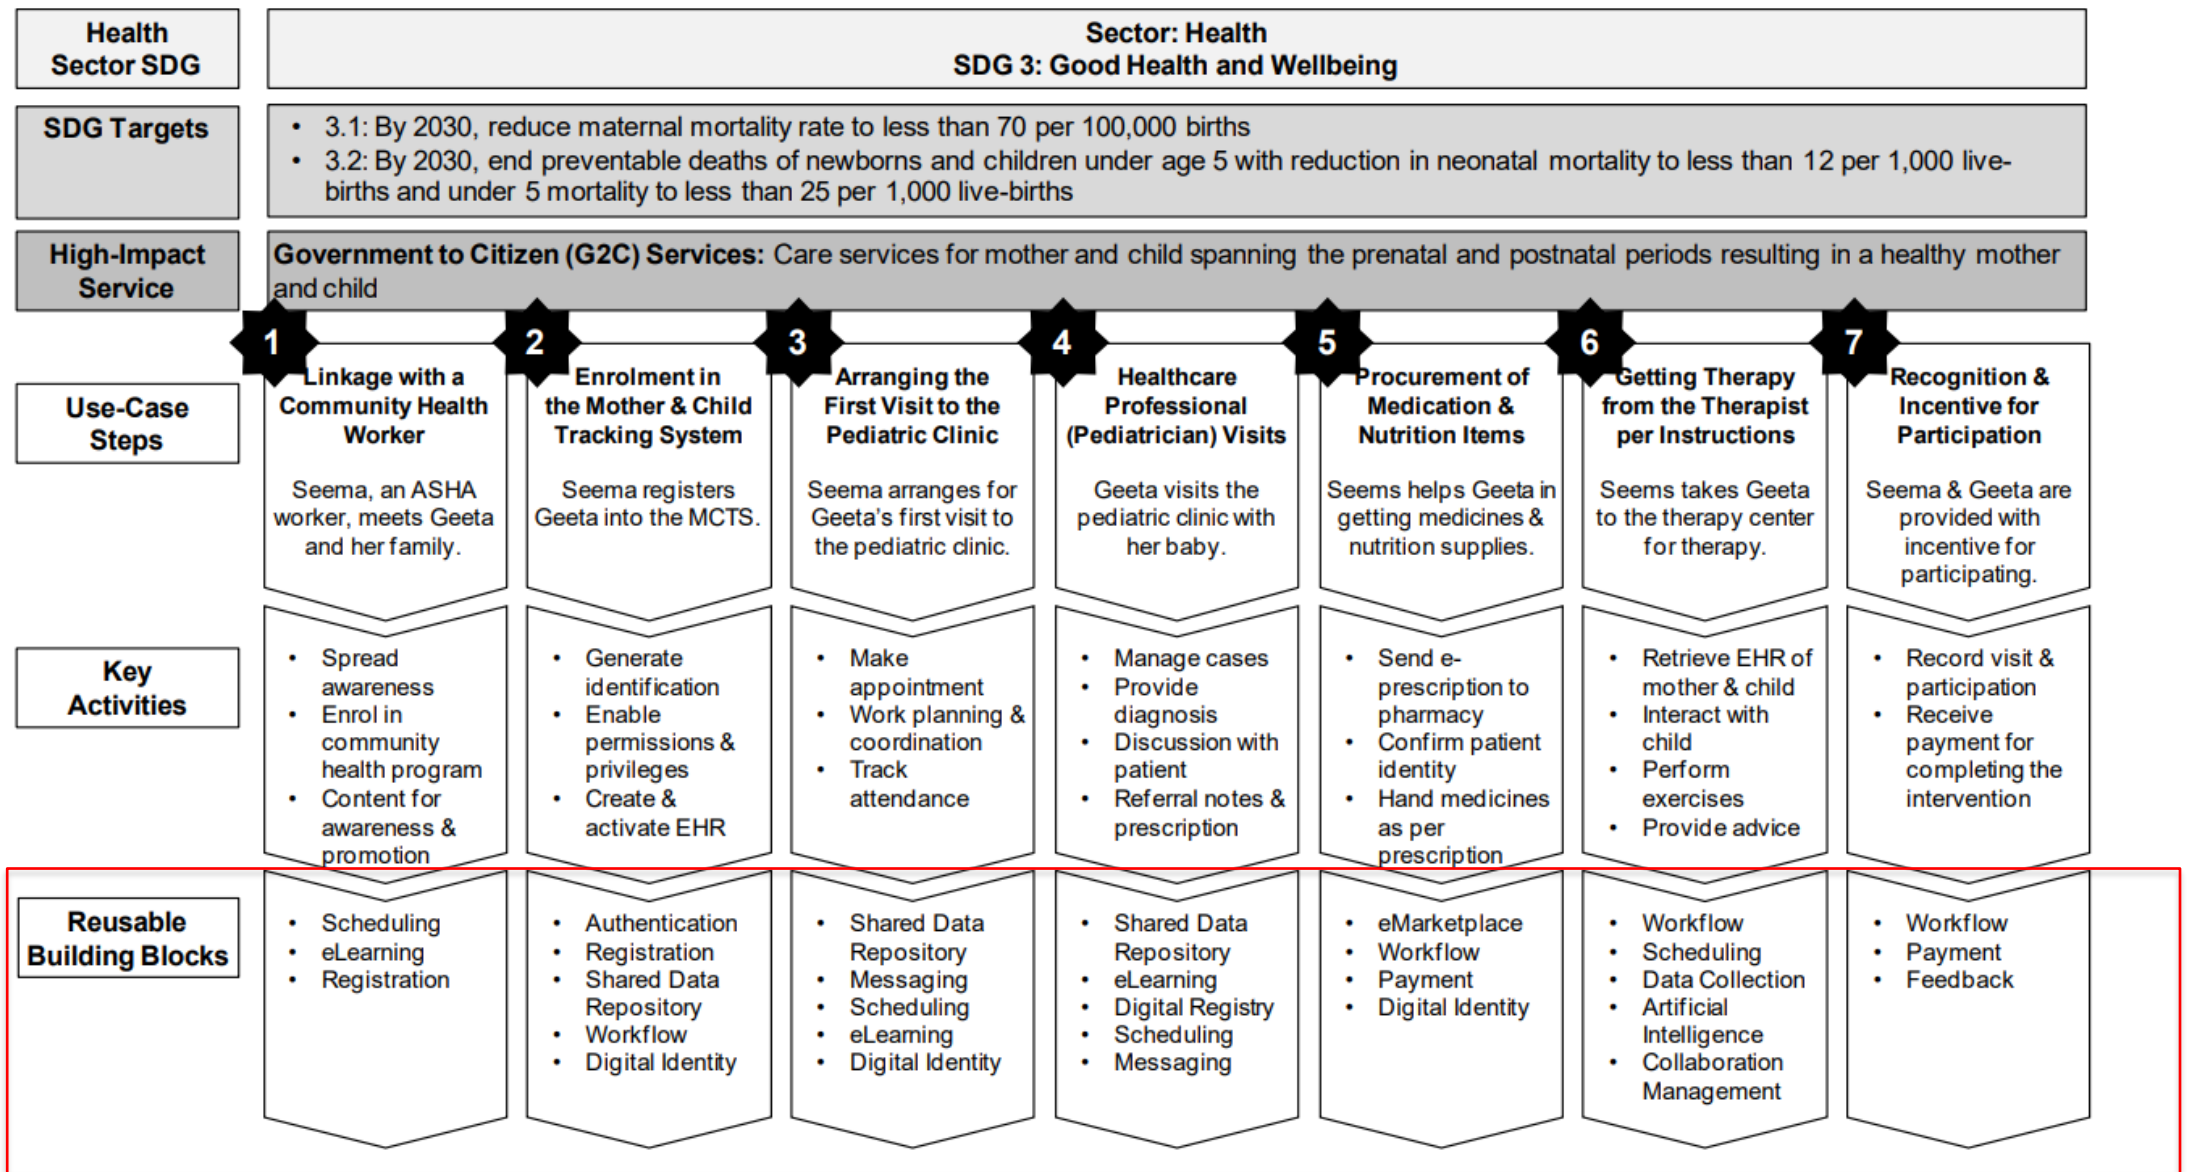 Health
Sector SDG
Sector: Health
SDG 3: Good Health and Wellbeing
SDG Targets
• 3.1: By 2030, reduce maternal mortality rate to less than 70 per 100,000 births
• 3.2: By 2030, end preventable deaths of newborns and children under age 5 with reduction in neonatal mortality to less than 12 per 1,000 live-
births and under 5 mortality to less than 25 per 1,000 live-births
High-Impact
Service
Government to Citizen (G2C) Services: Care services for mother and child spanning the prenatal and postnatal periods resulting in a healthy mother
and child
Use-Case
Steps
1
Linkage with a
Community Health
Worker
Seema, an ASHA
worker, meets Geeta
and her family.
2
Enrolment in
the Mother & Child
Tracking System
Seema registers
Geeta into the MCTS.
3
Arranging the
First Visit to the
Pediatric Clinic
Seema arranges for
Geeta's first visit to
the pediatric clinic.
4
Healthcare
Professional
(Pediatrician) Visits
Geeta visits the
pediatric clinic with
her baby.
5
Procurement of
Medication &
Nutrition Items
Seems helps Geeta in
getting medicines &
nutrition supplies.
6
Getting Therapy
from the Therapist
per Instructions
Seems takes Geeta
to the therapy center
for therapy.
7
Recognition &
Incentive for
Participation
Seema & Geeta are
provided with
incentive for
participating.
Key
Activities
• Spread
awareness
• Enrol in
community
health program
• Content for
awareness &
promotion
• Generate
identification
• Enable
permissions &
privileges
• Create &
activate EHR
• Make
appointment
• Work planning &
coordination
• Track
attendance
• Manage cases
• Provide
diagnosis
• Discussion with
patient
• Referral notes &
prescription
• Send e-
prescription to
pharmacy
• Confirm patient
identity
• Hand medicines
as per
prescription
• Retrieve EHR of
mother & child
• Interact with
child
• Perform
exercises
• Provide advice
• Record visit &
participation
• Receive
payment for
completing the
intervention
Reusable
Building Blocks
• Scheduling
• eLearning
• Registration
• Authentication
• Registration
• Shared Data
Repository
• Workflow
• Digital Identity
• Shared Data
Repository
• Messaging
• Scheduling
• eLearning
• Digital Identity
• Shared Data
Repository
• eLearning
• Digital Registry
• Scheduling
• Messaging
• eMarketplace
• Workflow
• Payment
• Digital Identity
• Workflow
• Scheduling
• Data Collection
• Artificial
Intelligence
• Collaboration
Management
• Workflow
• Payment
• Feedback